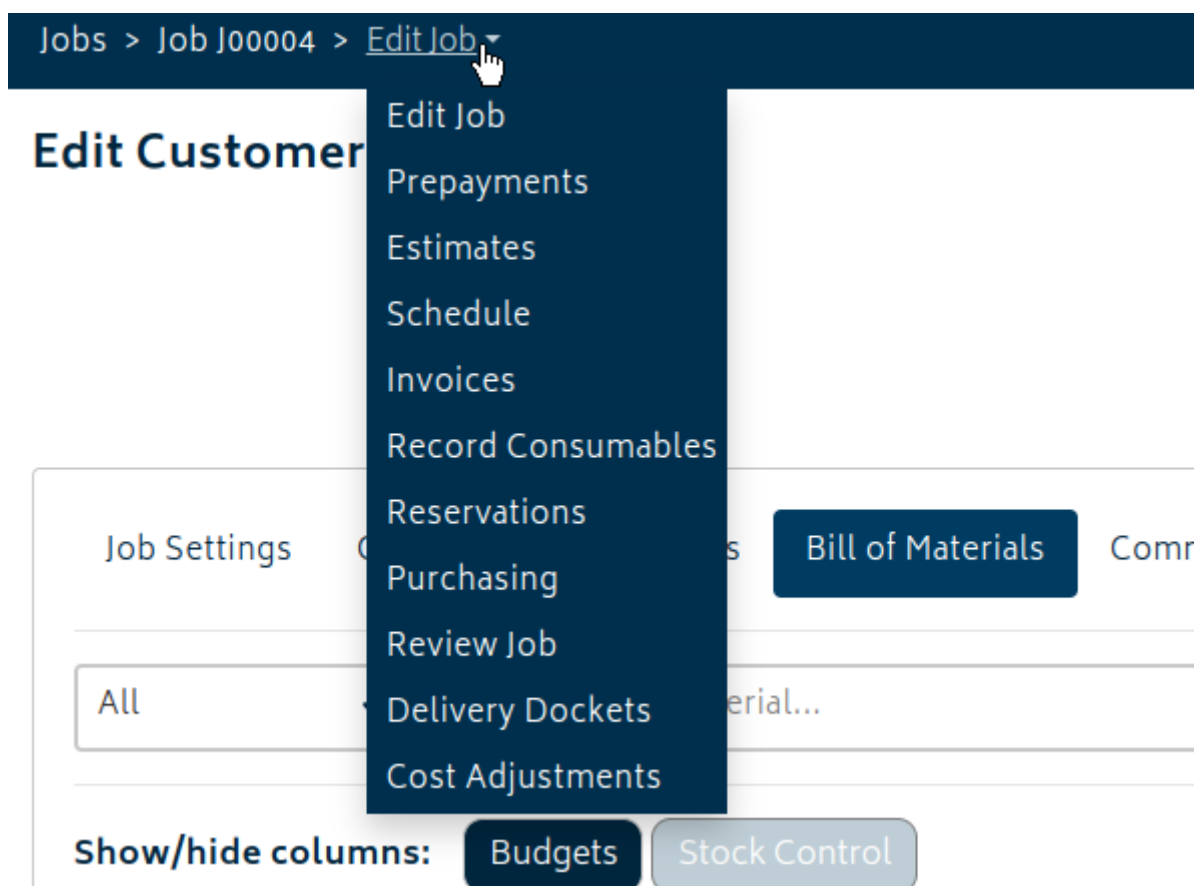 Jobs > Job J00004 > Edit Job
Edit Job
Edit Customer
Prepayments
Estimates
Schedule
Invoices
Record Consumables
Reservations
Job Settings
Bill of Materials
Purchasing
Review Job
All
Delivery Dockets
Cost Adjustments
Show/hide columns: Budgets Stock Control